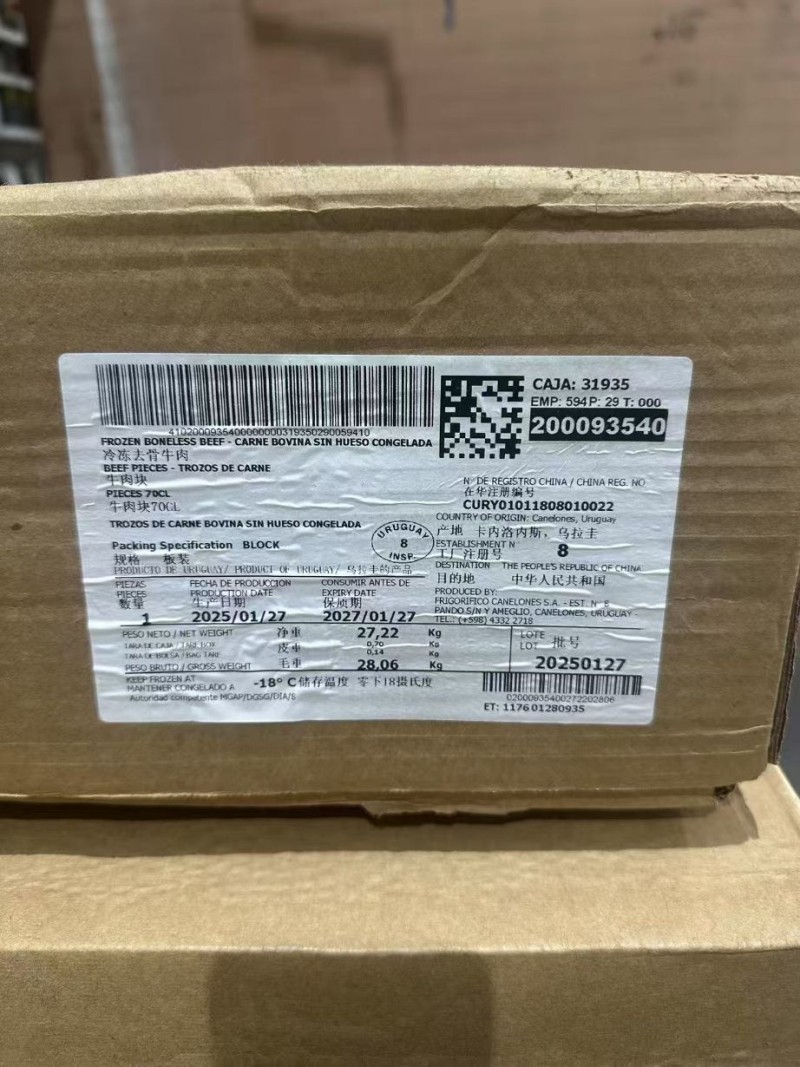 CAJA: 31935
EMP: 594P: 29 T: 000
200093540
4102000935400000000319350290059410
FROZEN BONELESS BEEF - CARNE BOVINA SIN HUESO CONGELADA
冷冻去骨牛肉
BEEF PIECES - TROZOS DE CARNE
牛肉块
PIECES 70CL
牛肉块70CL
TROZOS DE CARNE BOVINA SIN HUESO CONGELADA
Packing Specification BLOCK
规格 板装
PRODUCTO DE URUGUAY/ PRODUCT OF URUGUAY/ 乌拉圭的产品
URUGUAY
8
INSP.
N. DE REGISTRO CHINA / CHINA REG. NO
在华注册编号
CURY01011808010022
COUNTRY OF ORIGIN: Canelones, Uruguay
产地 卡内洛内斯, 乌拉圭
ESTABLISHMENT N
工厂注册号 8
DESTINATION THE PEOPLE'S REPUBLIC OF CHINA
目的地 中华人民共和国
PRODUCED BY:
FRIGORIFICO CANELONES S.A. - EST. N° 8
PANDO S/N Y AMEGLIO, CANELONES, URUGUAY -
TEL.: (+598) 4332 2718
PIEZAS FECHA DE PRODUCCION CONSUMIR ANTES DE
PIECES PRODUCTION DATE EXPIRY DATE
数量 生产日期 保质期
1 2025/01/27 2027/01/27
PESO NETO / NET WEIGHT 净重 27,22 Kg
TARA DE CAJA / TARE BOX 皮重 0,70 Kg
TARA DE BOLSA / BAG TARE 0,14 Kg
PESO BRUTO / GROSS WEIGHT 毛重 28,06 Kg
LOTE
LOT 批号
20250127
KEEP FROZEN AT
MANTENER CONGELADO A -18° C 储存温度 零下18摄氏度
Autoridad competente MGAP/DGSG/DIA/8
02000935400272202806
ET: 117601280935